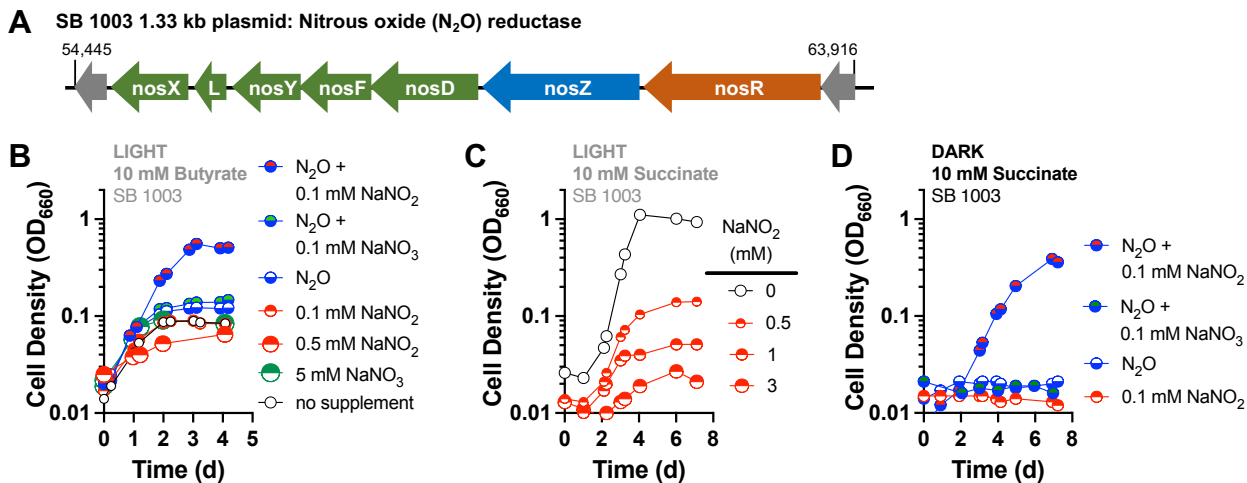 A SB 1003 1.33 kb plasmid: Nitrous oxide (N2O) reductase
54,445
63,916
nosX
L
nosY
nosF
nosD
nosZ
nosR
B
LIGHT
10 mM Butyrate
SB 1003
Cell Density (OD660)
1
0.1
0.01
0
1
2
3
4
5
Time (d)
N2O +
0.1 mM NaNO2
N2O +
0.1 mM NaNO3
N2O
0.1 mM NaNO2
0.5 mM NaNO2
5 mM NaNO3
no supplement
C
LIGHT
10 mM Succinate
SB 1003
Cell Density (OD660)
1
0.1
0.01
0
2
4
6
8
Time (d)
NaNO2
(mM)
0
0.5
1
3
D
DARK
10 mM Succinate
SB 1003
Cell Density (OD660)
1
0.1
0.01
0
2
4
6
8
Time (d)
N2O +
0.1 mM NaNO2
N2O +
0.1 mM NaNO3
N2O
0.1 mM NaNO2